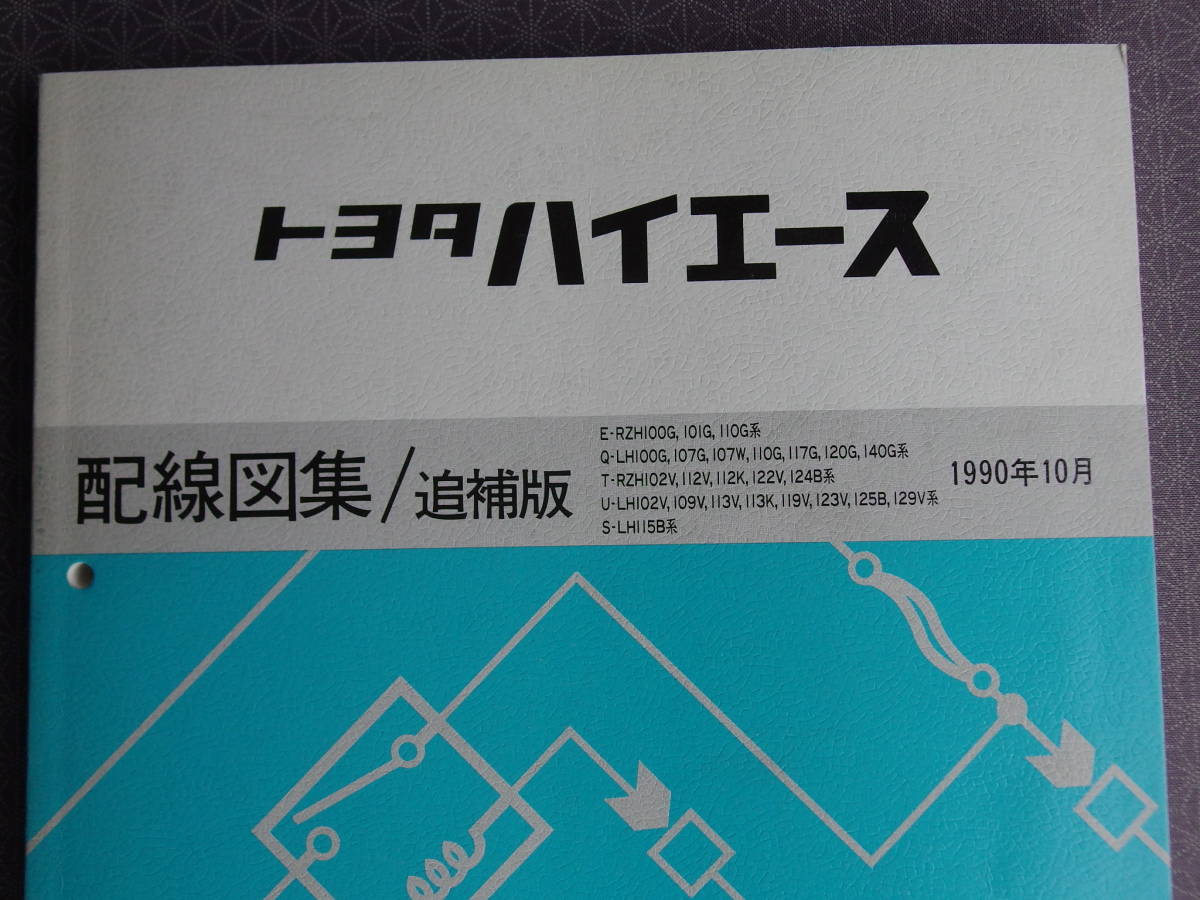 トヨタハイエース
配線図集/追補版
E-RZH100G, 101G, 110G系
Q-LH100G, 107G, 107W, 110G, 117G, 120G, 140G系
T-RZH102V, 112V, 112K, 122V, 124B系
U-LH102V, 109V, 113V, 113K, 119V, 123V, 125B, 129V系
S-LH115B系
1990年10月